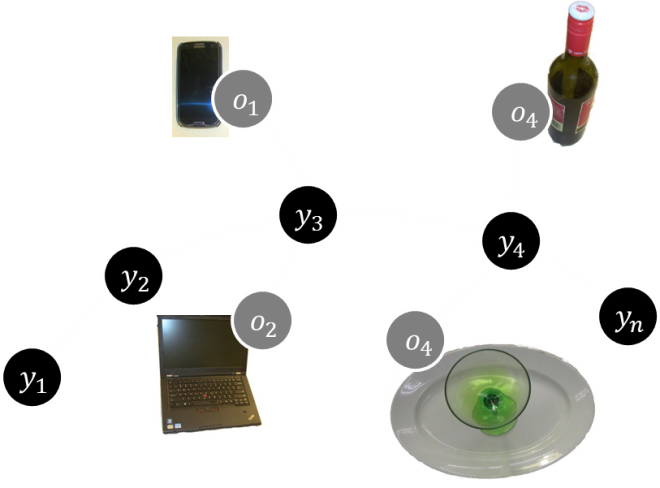 o₁
o₄
y₃
y₄
y₂
o₂
yₙ
o₄
y₁